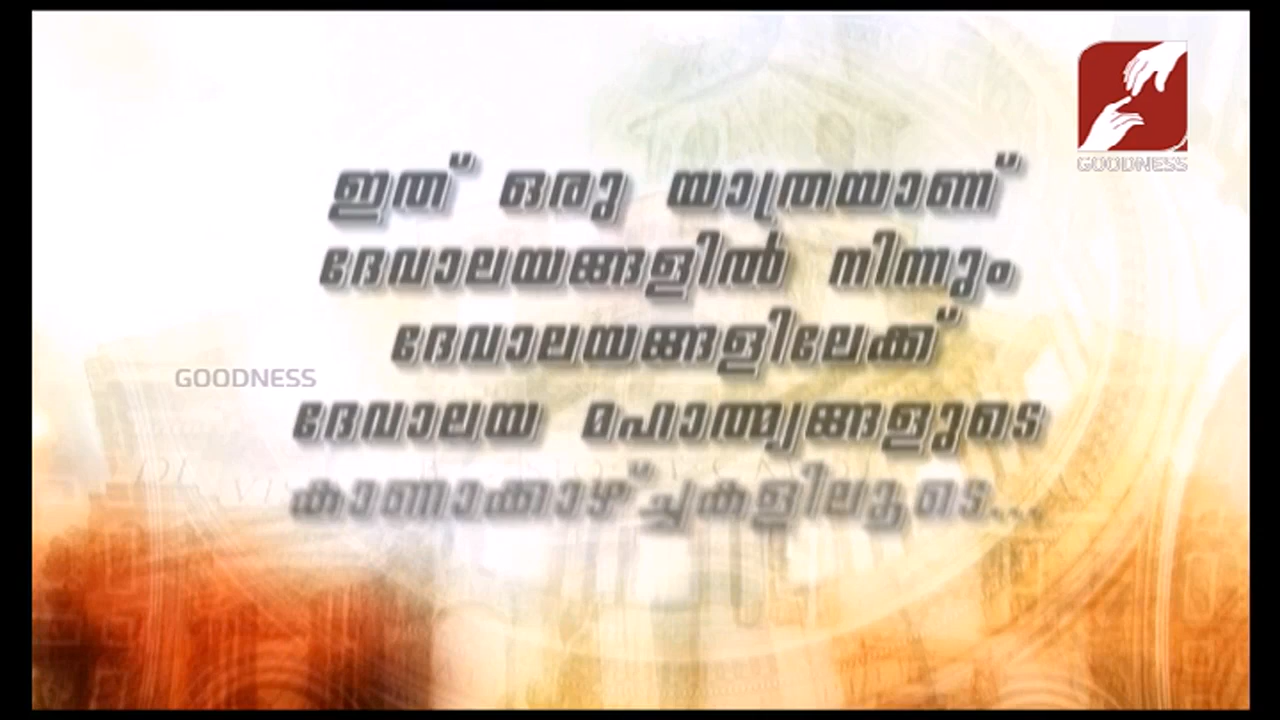 GOODNESS
ഇത് ഒരു യാത്രയാണ്
ദേവാലയങ്ങളിൽ നിന്നും
ദേവാലയങ്ങളിലേക്ക്
GOODNESS
ദേവാലയ മഹാത്മ്യങ്ങളുടെ
കാണാക്കാഴ്ച്ചകളിലൂടെ...